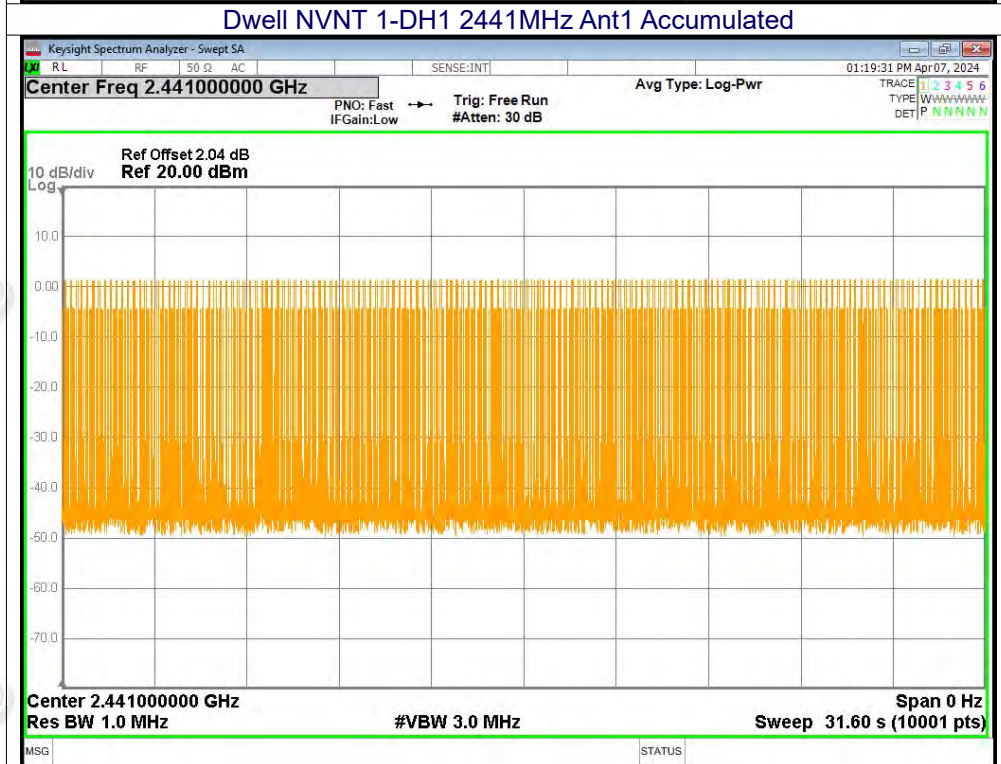 Dwell NVNT 1-DH1 2441MHz Ant1 Accumulated
Keysight Spectrum Analyzer - Swept SA
LXI RL RF 50 Ω AC SENSE:INT 01:19:31 PM Apr 07, 2024
Center Freq 2.441000000 GHz Avg Type: Log-Pwr TRACE 1 2 3 4 5 6
PNO: Fast Trig: Free Run TYPE WWWWWW
IFGain:Low #Atten: 30 dB DET P N N N N N
Ref Offset 2.04 dB
10 dB/div Ref 20.00 dBm
Log
10.0
0.00
-10.0
-20.0
-30.0
-40.0
-50.0
-60.0
-70.0
Center 2.441000000 GHz Span 0 Hz
Res BW 1.0 MHz #VBW 3.0 MHz Sweep 31.60 s (10001 pts)
MSG STATUS